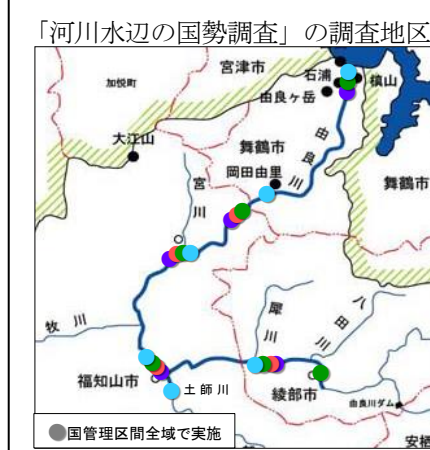 「河川水辺の国勢調査」の調査地区
宮津市
石浦
槙山
加悦町
由良ヶ岳
大江山
舞鶴市
由良川
岡田由里
舞鶴市
宮川
牧川
犀川
八田川
福知山市
土師川
綾部市
由良川ダム
安栖
●国管理区間全域で実施